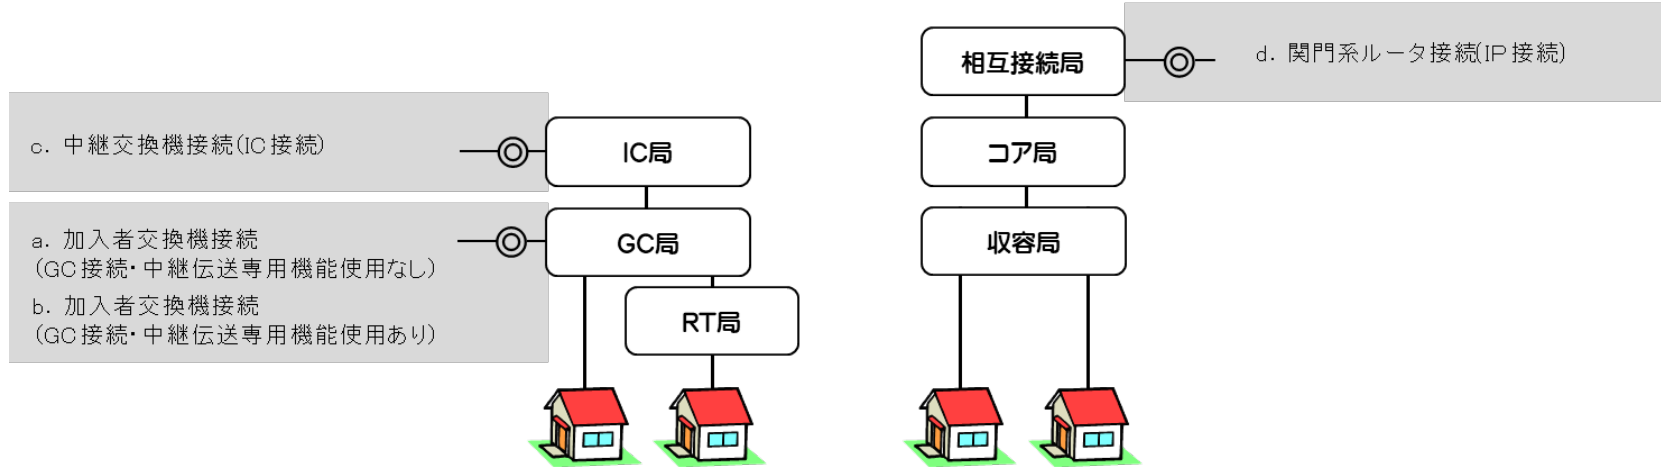 相互接続局
d. 関門系ルータ接続(IP接続)
c. 中継交換機接続(IC接続)
IC局
コア局
a. 加入者交換機接続
(GC接続・中継伝送専用機能使用なし)
GC局
収容局
b. 加入者交換機接続
(GC接続・中継伝送専用機能使用あり)
RT局